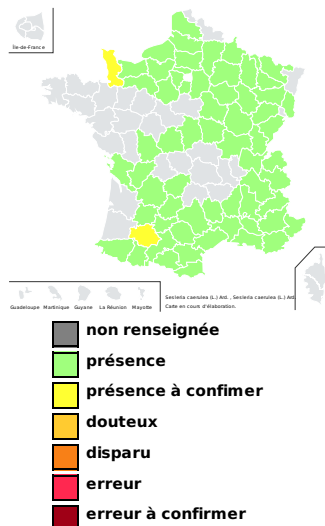 Île-de-France
Guadeloupe Martinique Guyane La Réunion Mayotte
Sesleria caerulea (L.) Ard. , Sesleria caerulea (L.) Ard.
Carte en cours d'élaboration.
non renseignée
présence
présence à confimer
douteux
disparu
erreur
erreur à confirmer